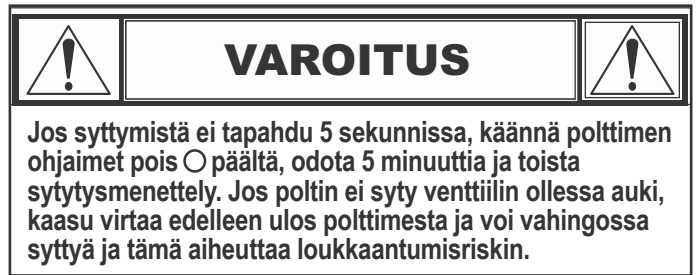 VAROITUS
Jos syttymistä ei tapahdu 5 sekunnissa, käännä polttimen
ohjaimet pois O päältä, odota 5 minuuttia ja toista
sytytysmenettely. Jos poltin ei syty venttiilin ollessa auki,
kaasu virtaa edelleen ulos polttimesta ja voi vahingossa
syttyä ja tämä aiheuttaa loukkaantumisriskin.